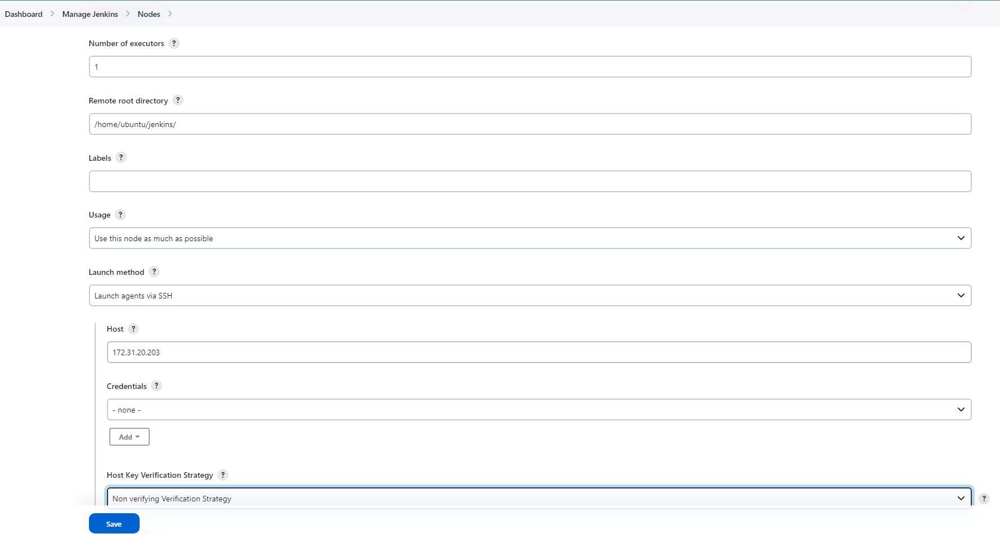 Dashboard > Manage Jenkins > Nodes >
Number of executors ?
1
Remote root directory ?
/home/ubuntu/jenkins/
Labels ?
Usage ?
Use this node as much as possible
Launch method ?
Launch agents via SSH
Host ?
172.31.20.203
Credentials ?
- none -
Add
Host Key Verification Strategy ?
Non verifying Verification Strategy ?
Save